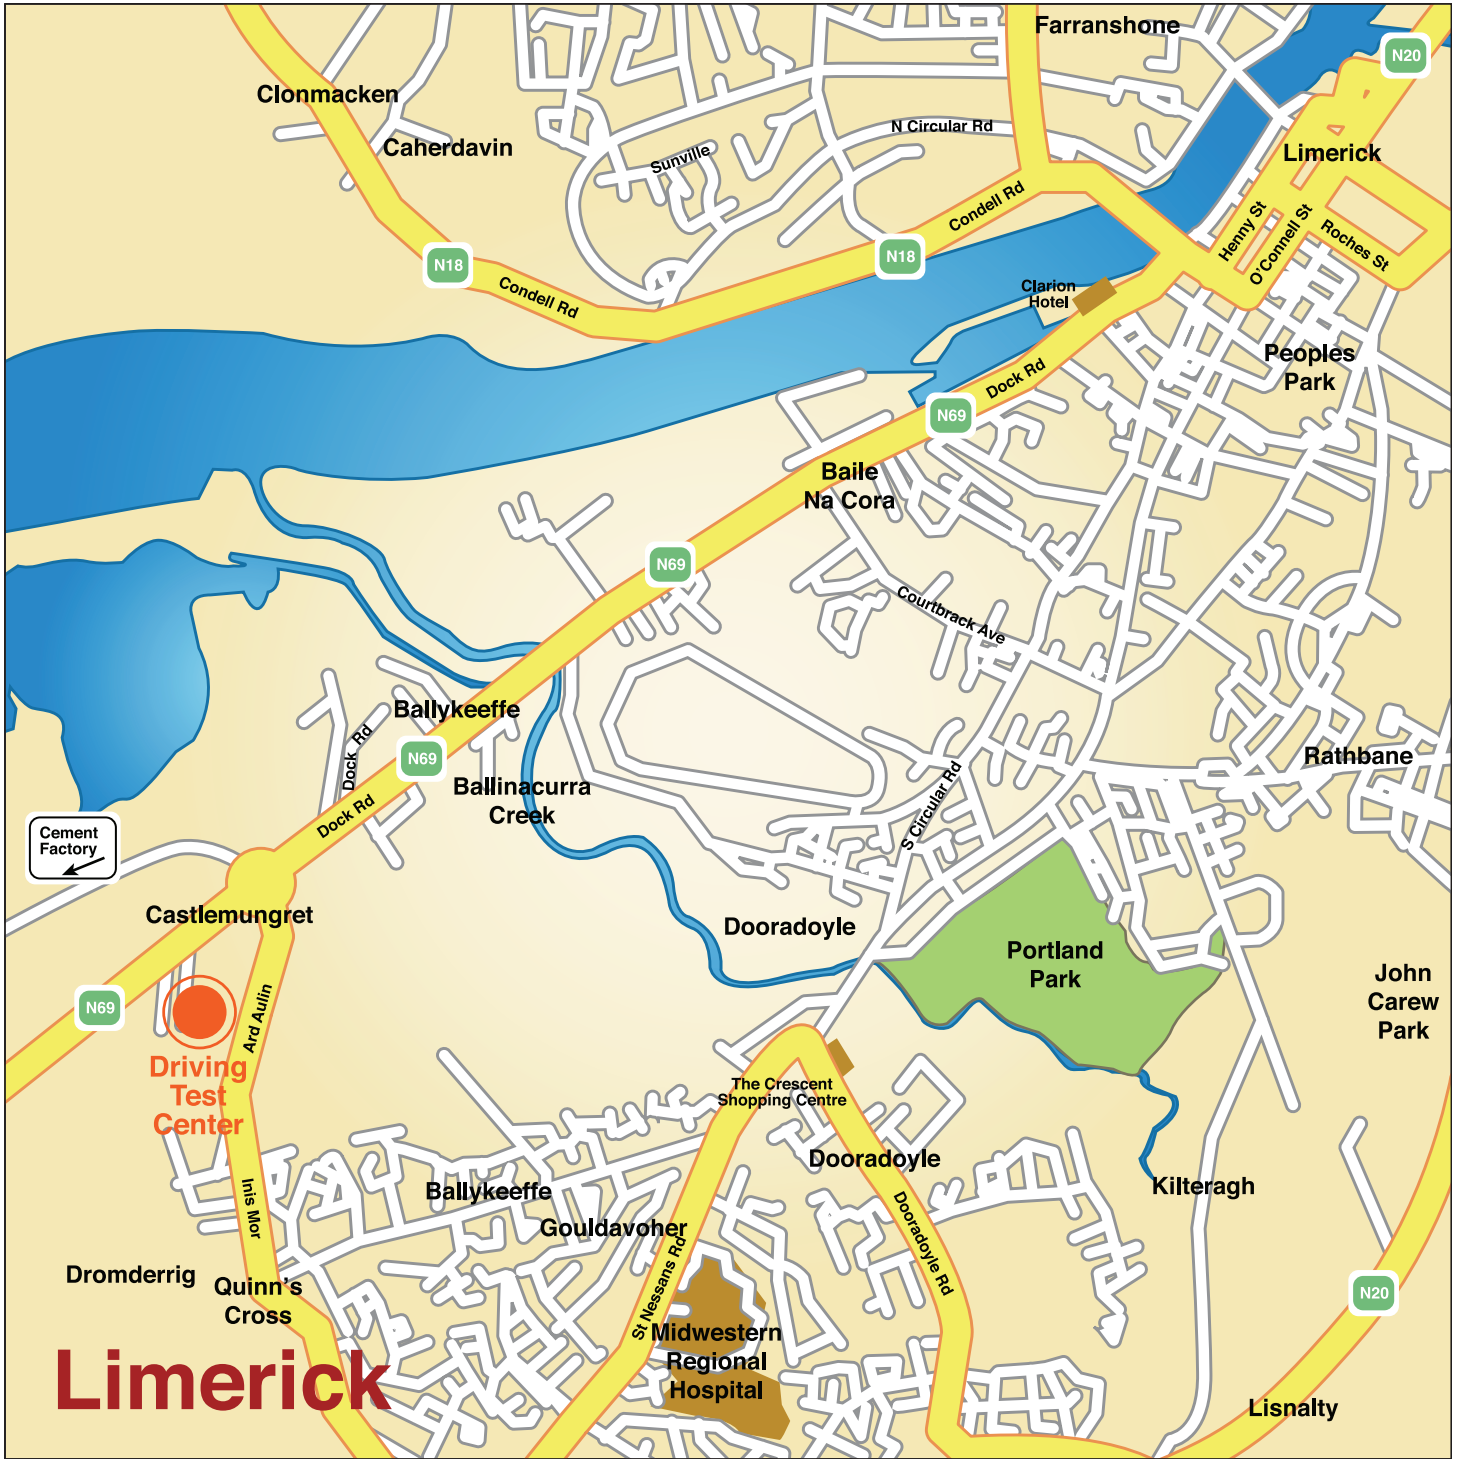 Farranshone
N20
Clonmacken
N Circular Rd
Caherdavin
Sunville
Limerick
Condell Rd
Henny St
O'Connell St
Roches St
N18
N18
Condell Rd
Clarion
Hotel
Peoples
Park
Dock Rd
N69
Baile
Na Cora
N69
Courtbrack Ave
Ballykeeffe
Dock Rd
N69
Rathbane
Ballinacurra
Creek
Dock Rd
S Circular Rd
Cement
Factory
Castlemungret
Dooradoyle
Portland
Park
John
Carew
Park
N69
Ard Aulin
Driving
Test
Center
The Crescent
Shopping Centre
Dooradoyle
Ballykeeffe
Kilteragh
Inis Mor
Gouldavoher
Dooradoyle Rd
Dromderrig
Quinn's
Cross
St Nessans Rd
N20
Midwestern
Regional
Hospital
Limerick
Lisnalty